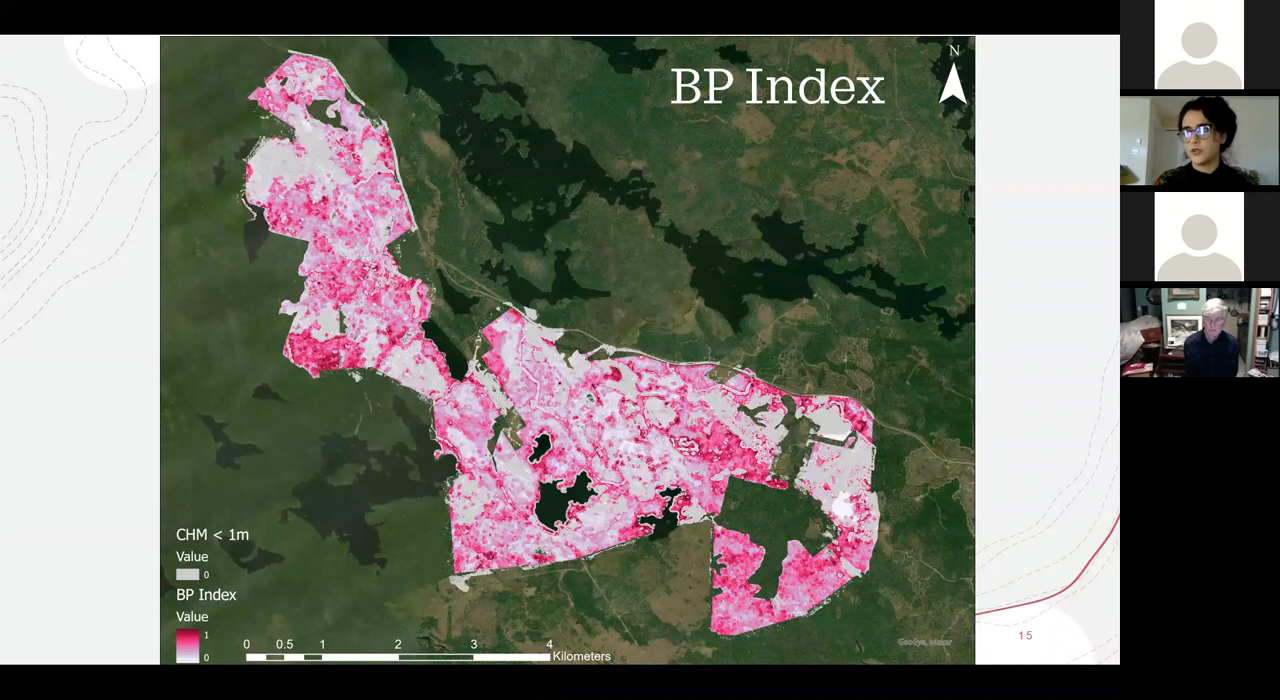 BP Index
N
CHM < 1m
Value
0
BP Index
Value
1
0
0 0.5 1 2 3 4
Kilometers
GeoEye, Maxar
15